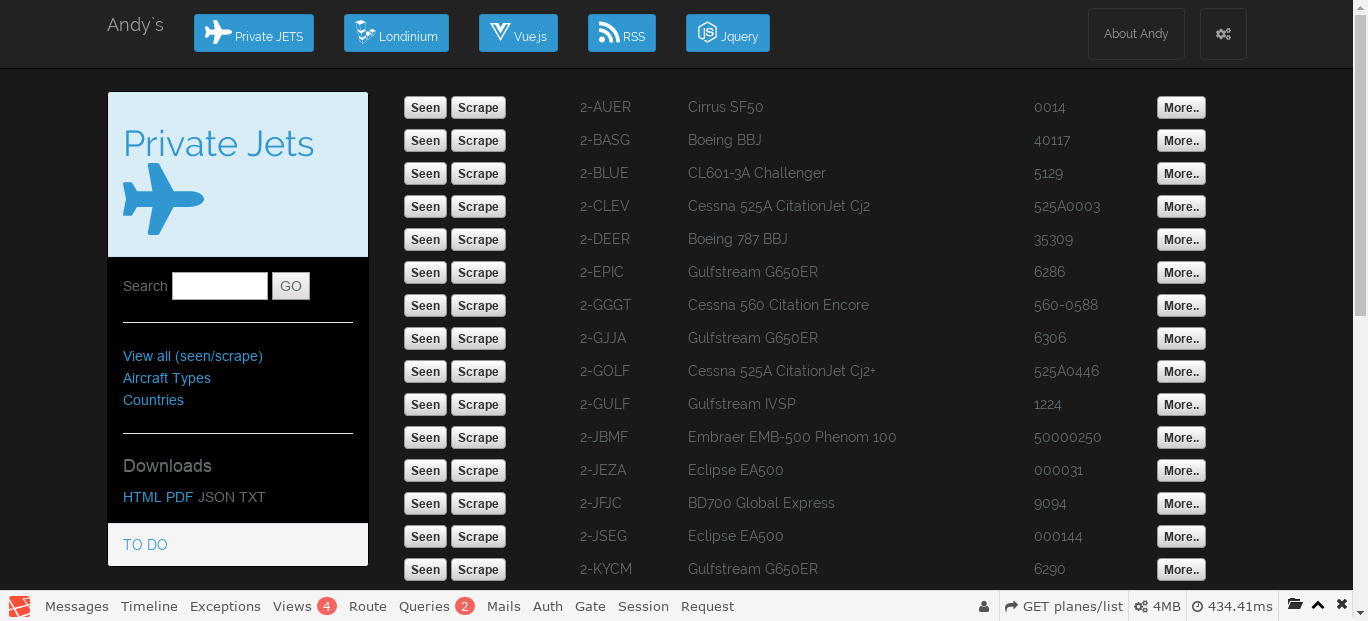 Andy`s Private JETS Londinium Vue.js RSS Jquery About Andy
Private Jets
Search GO
View all (seen/scrape)
Aircraft Types
Countries
Downloads
HTML PDF JSON TXT
TO DO
Seen Scrape 2-AUER Cirrus SF50 0014 More..
Seen Scrape 2-BASG Boeing BBJ 40117 More..
Seen Scrape 2-BLUE CL601-3A Challenger 5129 More..
Seen Scrape 2-CLEV Cessna 525A CitationJet Cj2 525A0003 More..
Seen Scrape 2-DEER Boeing 787 BBJ 35309 More..
Seen Scrape 2-EPIC Gulfstream G650ER 6286 More..
Seen Scrape 2-GGGT Cessna 560 Citation Encore 560-0588 More..
Seen Scrape 2-GJJA Gulfstream G650ER 6306 More..
Seen Scrape 2-GOLF Cessna 525A CitationJet Cj2+ 525A0446 More..
Seen Scrape 2-GULF Gulfstream IVSP 1224 More..
Seen Scrape 2-JBMF Embraer EMB-500 Phenom 100 50000250 More..
Seen Scrape 2-JEZA Eclipse EA500 000031 More..
Seen Scrape 2-JFJC BD700 Global Express 9094 More..
Seen Scrape 2-JSEG Eclipse EA500 000144 More..
Seen Scrape 2-KYCM Gulfstream G650ER 6290 More..
Messages Timeline Exceptions Views 4 Route Queries 2 Mails Auth Gate Session Request GET planes/list 4MB 434.41ms